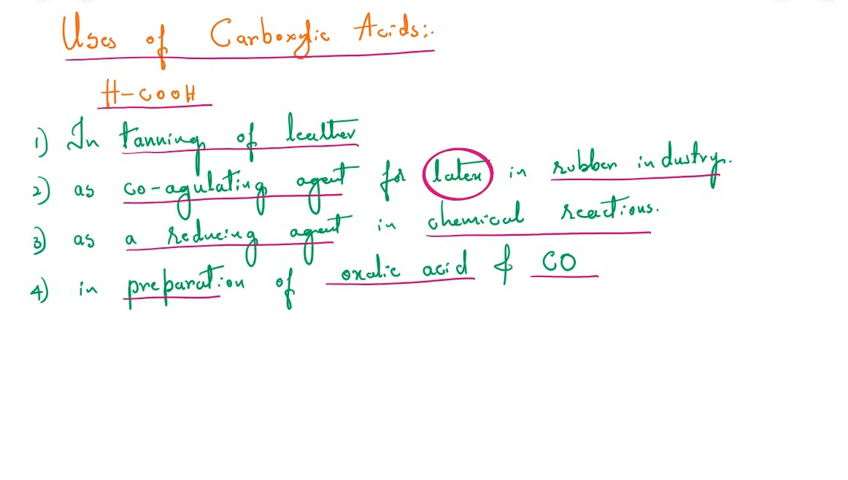 Uses of Carboxylic Acids:.
H-COOH
1) In tanning of leather
2) as co-agulating agent for latex in rubber industry.
3) as a reducing agent in chemical reactions.
4) in preparation of oxalic acid & CO